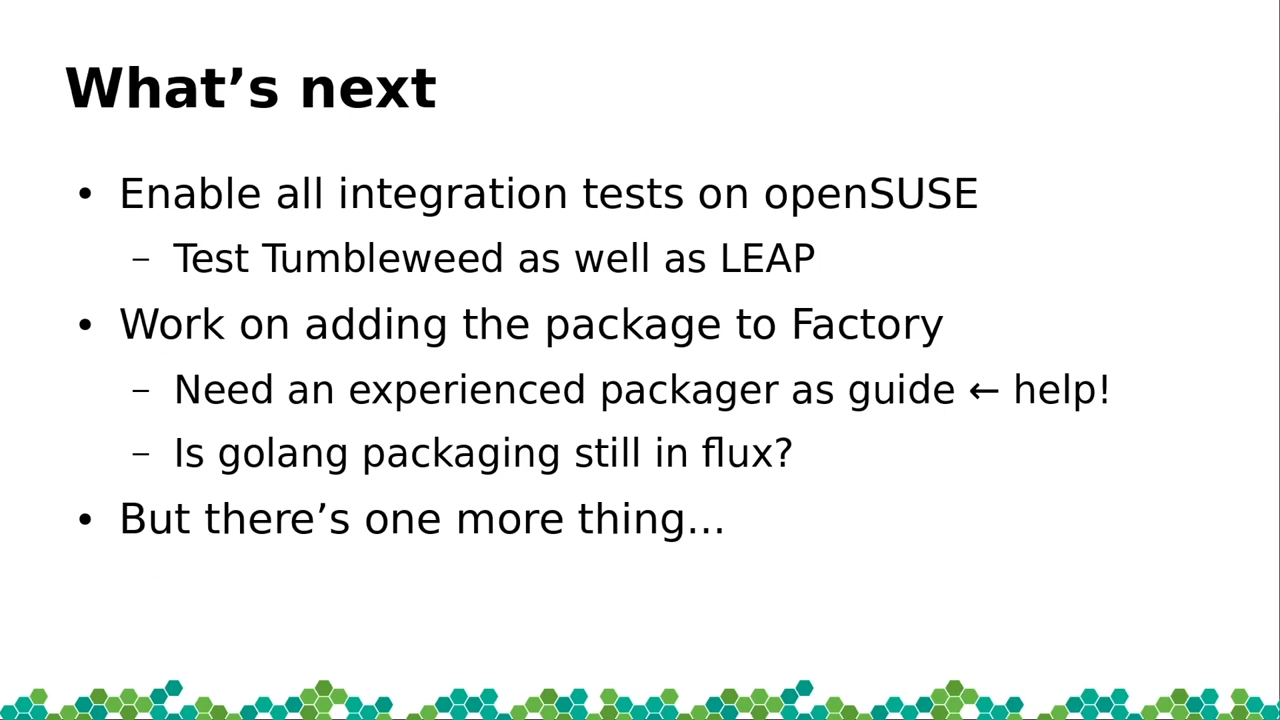 What’s next
• Enable all integration tests on openSUSE
– Test Tumbleweed as well as LEAP
• Work on adding the package to Factory
– Need an experienced packager as guide ← help!
– Is golang packaging still in flux?
• But there’s one more thing...